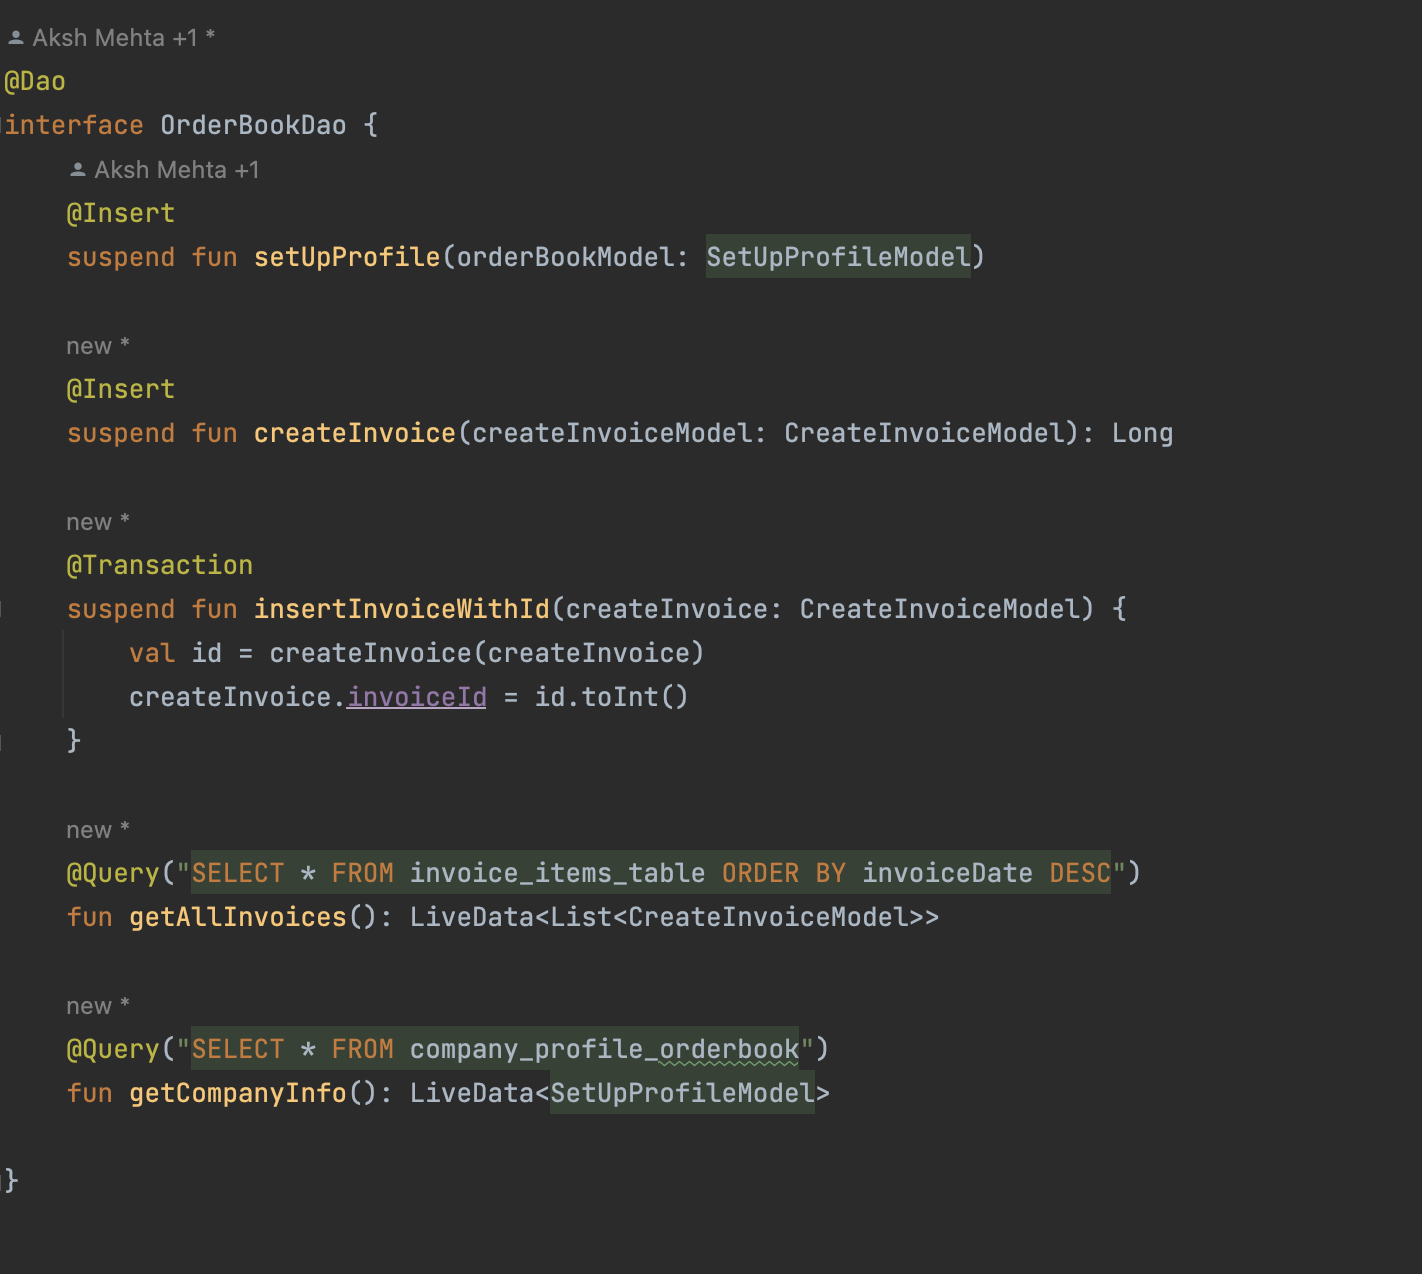 Aksh Mehta +1 *
@Dao
interface OrderBookDao {
Aksh Mehta +1
@Insert
suspend fun setUpProfile(orderBookModel: SetUpProfileModel)
new *
@Insert
suspend fun createInvoice(createInvoiceModel: CreateInvoiceModel): Long
new *
@Transaction
suspend fun insertInvoiceWithId(createInvoice: CreateInvoiceModel) {
val id = createInvoice(createInvoice)
createInvoice.invoiceId = id.toInt()
}
new *
@Query("SELECT * FROM invoice_items_table ORDER BY invoiceDate DESC")
fun getAllInvoices(): LiveData<List<CreateInvoiceModel>>
new *
@Query("SELECT * FROM company_profile_orderbook")
fun getCompanyInfo(): LiveData<SetUpProfileModel>
}